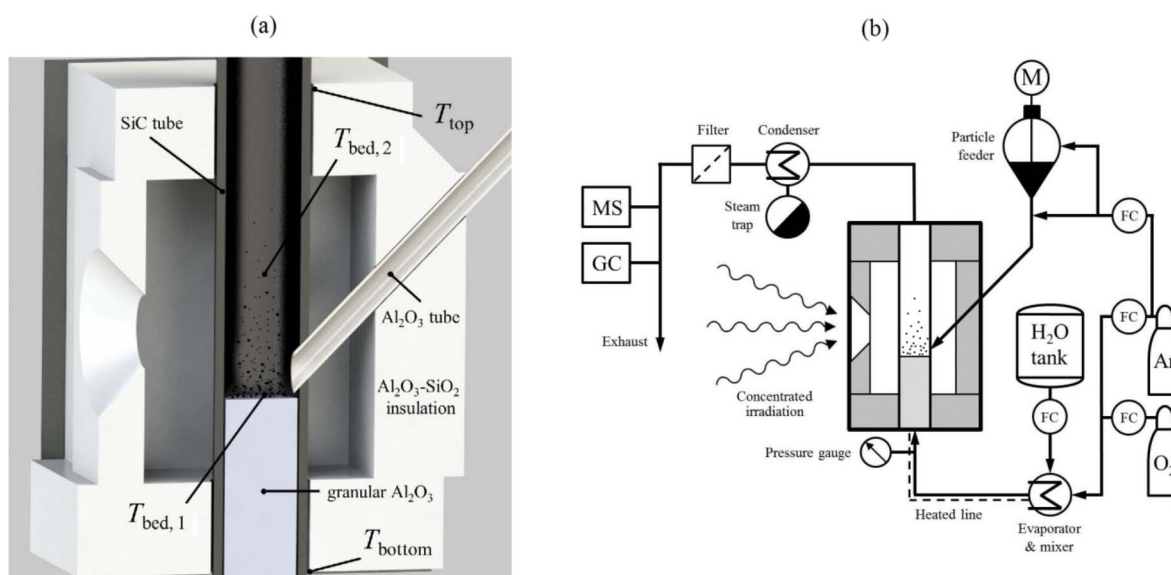 (a)
(b)
SiC tube
T_top
T_bed, 2
Al₂O₃ tube
Al₂O₃-SiO₂
insulation
granular Al₂O₃
T_bed, 1
T_bottom
M
Filter
Condenser
Particle
feeder
MS
GC
Steam
trap
FC
Exhaust
FC
H₂O
tank
Ar
Concentrated
irradiation
FC
FC
Pressure gauge
O₂
Heated line
Evaporator
& mixer